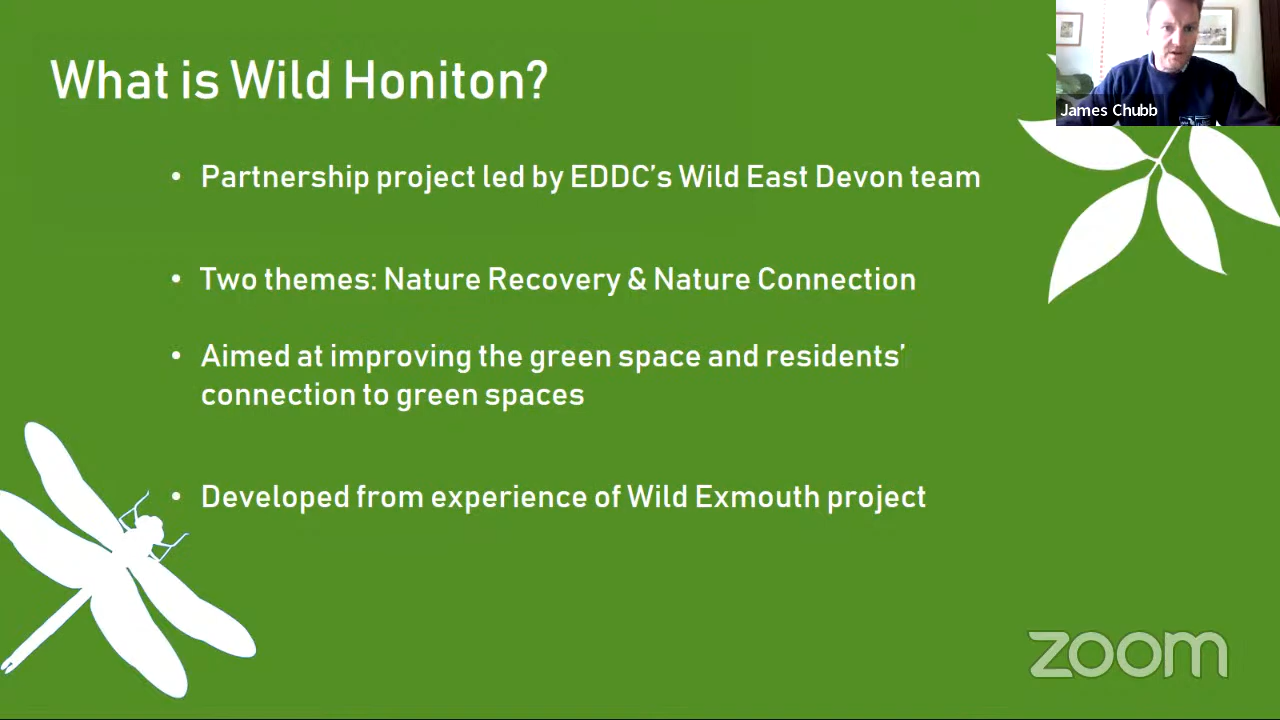 What is Wild Honiton?
James Chubb
• Partnership project led by EDDC’s Wild East Devon team
• Two themes: Nature Recovery & Nature Connection
• Aimed at improving the green space and residents’
connection to green spaces
• Developed from experience of Wild Exmouth project
zoom